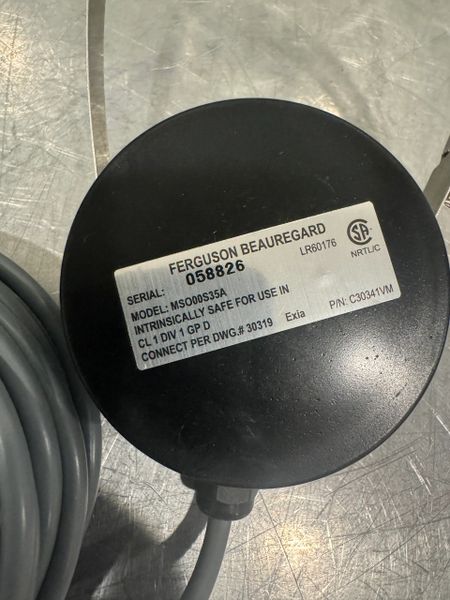 FERGUSON BEAUREGARD
SERIAL: 058826 LR60176
MODEL: MSO00S35A
INTRINSICALLY SAFE FOR USE IN
CL 1 DIV 1 GP D
CONNECT PER DWG.# 30319 Exia P/N: C30341VM
SA
NRTL/C